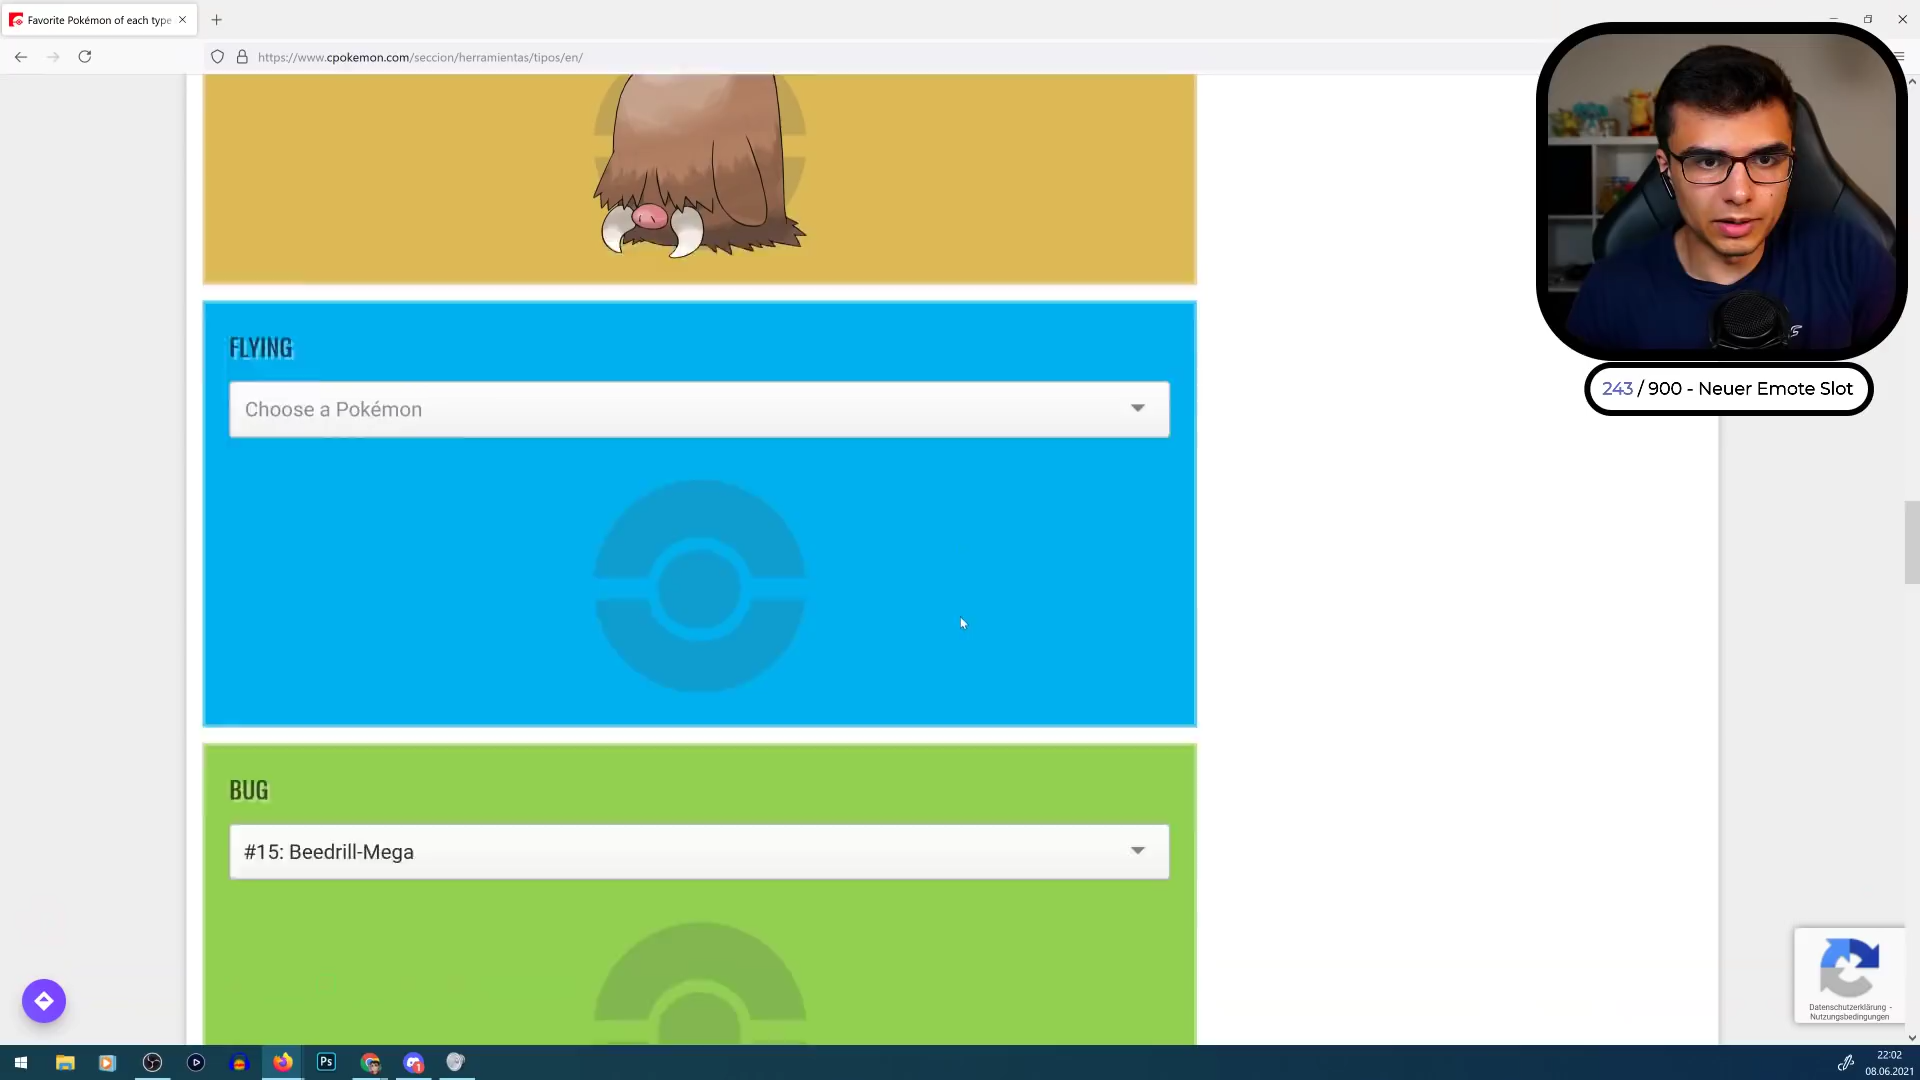 Favorite Pokémon of each type
https://www.cpokemon.com/seccion/herramientas/tipos/en/
243 / 900 - Neuer Emote Slot
FLYING
Choose a Pokémon
BUG
#15: Beedrill-Mega
Datenschutzerklärung -
Nutzungsbedingungen
Ps
22:02
08.06.2021